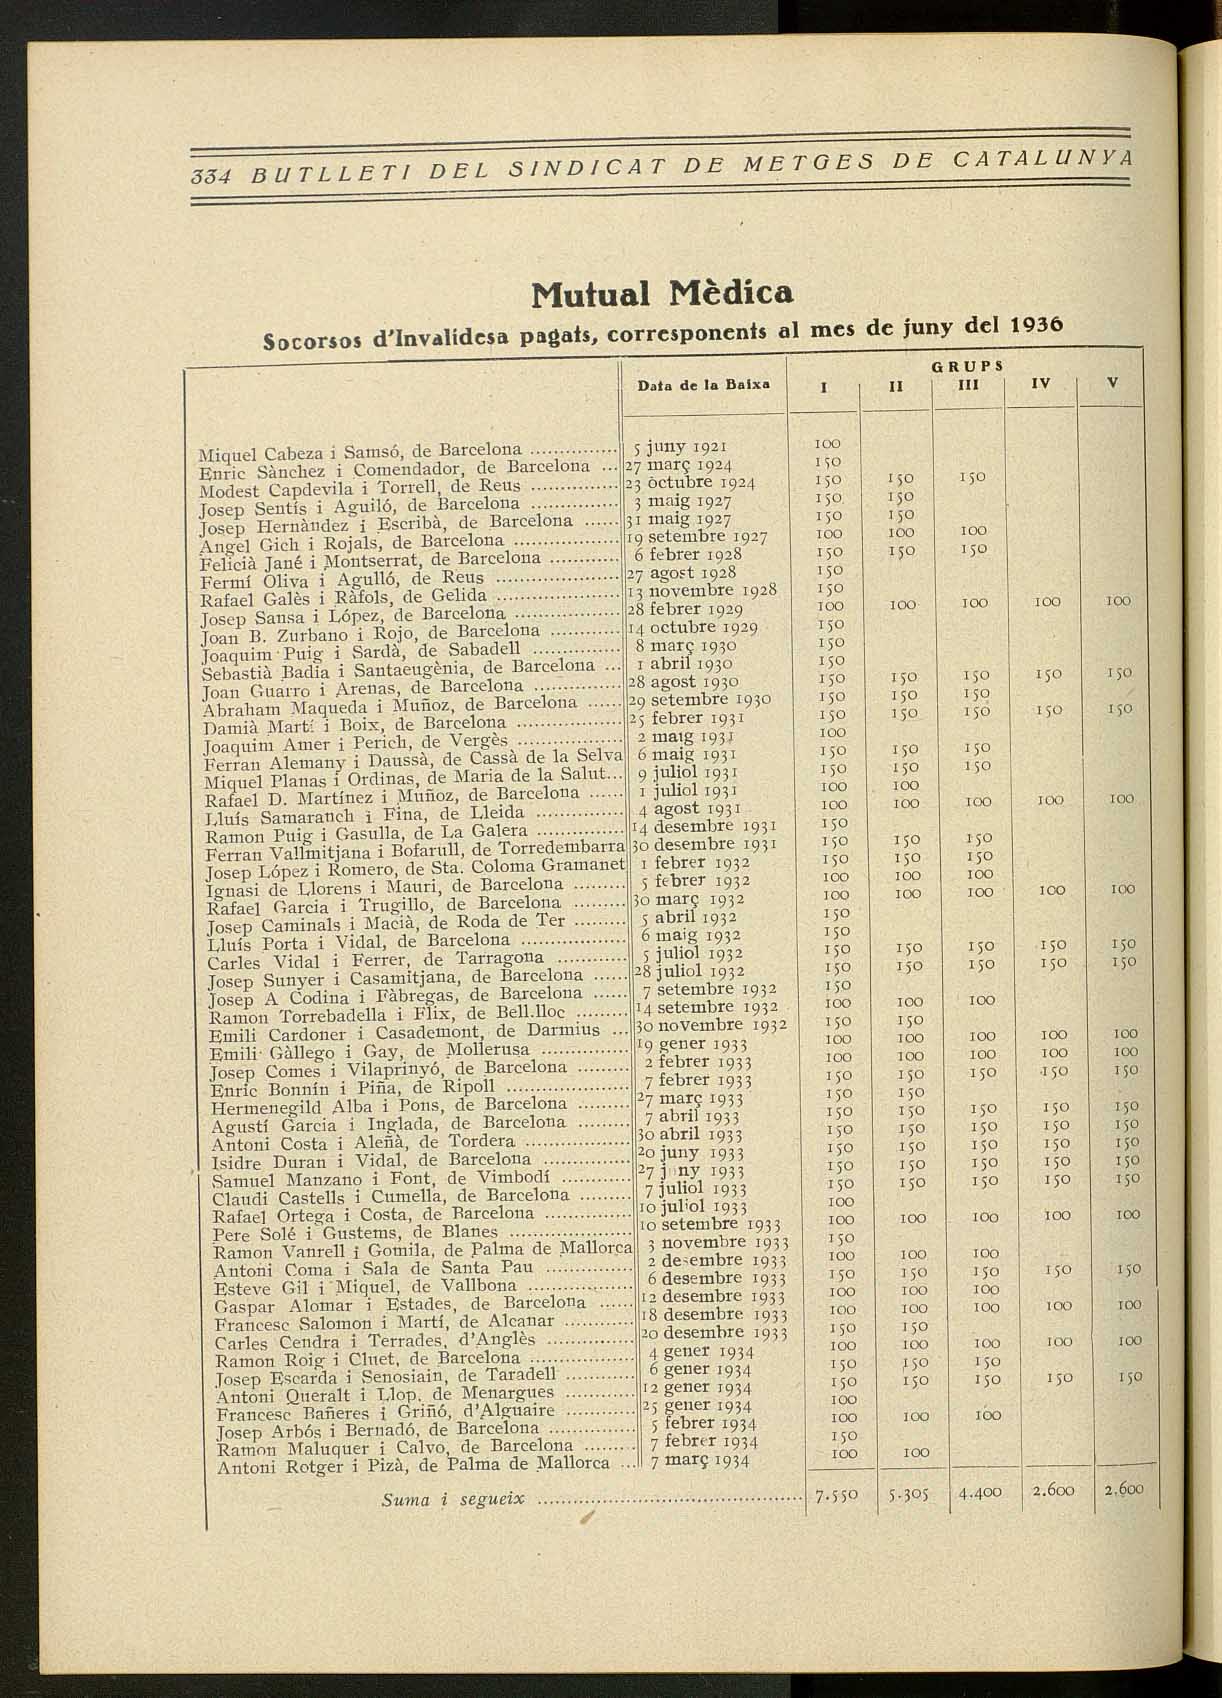 334 BUTLLETI DEL SINDICAT DE METGES DE CATALUNYA
Mutual Mèdica
Socorsos d'Invalidesa pagats, corresponents al mes de juny del 1936
GRUPS
Data de la Baixa I II III IV V
Miquel Cabeza i Samsó, de Barcelona ............... 5 juny 1921 100
Enric Sànchez i Comendador, de Barcelona ... 27 març 1924 150
Modest Capdevila i Torrell, de Reus ............... 23 òctubre 1924 150 150 150
Josep Sentís i Aguiló, de Barcelona ............... 3 maig 1927 150 150
Josep Hernàndez i Escribà, de Barcelona ...... 31 maig 1927 150 150
Angel Gich i Rojals, de Barcelona .................. 19 setembre 1927 100 100 100
Felicià Jané i Montserrat, de Barcelona ............ 6 febrer 1928 150 150 150
Fermí Oliva i Agulló, de Reus ..................... 27 agost 1928 150
Rafael Galès i Ràfols, de Gelida ..................... 13 novembre 1928 150
Josep Sansa i López, de Barcelona .................. 28 febrer 1929 100 100 100 100 100
Joan B. Zurbano i Rojo, de Barcelona ............ 14 octubre 1929 150
Joaquim Puig i Sardà, de Sabadell ............... 8 març 1930 150
Sebastià Badia i Santaeugènia, de Barcelona ... 1 abril 1930 150
Joan Guarro i Arenas, de Barcelona ............... 28 agost 1930 150 150 150 150 150
Abraham Maqueda i Muñoz, de Barcelona ...... 29 setembre 1930 150 150 150
Damià Martí i Boix, de Barcelona .................. 25 febrer 1931 150 150 150 150 150
Joaquim Amer i Perich, de Vergès .................. 2 maig 1931 100
Ferran Alemany i Daussà, de Cassà de la Selva 6 maig 1931 150 150 150
Miquel Planas i Ordinas, de Maria de la Salut... 9 juliol 1931 150 150 150
Rafael D. Martínez i Muñoz, de Barcelona ...... 1 juliol 1931 100 100
Lluís Samaranch i Fina, de Lleida ............... 4 agost 1931 100 100 100 100 100
Ramon Puig i Gasulla, de La Galera ............... 14 desembre 1931 150
Ferran Vallmitjana i Bofarull, de Torredembarra 30 desembre 1931 150 150 150
Josep López i Romero, de Sta. Coloma Gramanet 1 febrer 1932 150 150 150
Ignasi de Llorens i Mauri, de Barcelona ......... 5 febrer 1932 100 100 100
Rafael Garcia i Trugillo, de Barcelona ......... 30 març 1932 100 100 100 100 100
Josep Caminals i Macià, de Roda de Ter ......... 5 abril 1932 150
Lluís Porta i Vidal, de Barcelona .................. 6 maig 1932 150
Carles Vidal i Ferrer, de Tarragona ............ 5 juliol 1932 150 150 150 150 150
Josep Sunyer i Casamitjana, de Barcelona ...... 28 juliol 1932 150 150 150 150 150
Josep A Codina i Fàbregas, de Barcelona ...... 7 setembre 1932 150
Ramon Torrebadella i Flix, de Bell.lloc ......... 14 setembre 1932 100 100 100
Emili Cardoner i Casademont, de Darmius ... 30 novembre 1932 150 150
Emili Gàllego i Gay, de Mollerusa ............... 19 gener 1933 100 100 100 100 100
Josep Comes i Vilaprinyó, de Barcelona ......... 2 febrer 1933 100 100 100 100 100
Enric Bonnín i Piña, de Ripoll ..................... 7 febrer 1933 150 150 150 150 150
Hermenegild Alba i Pons, de Barcelona ......... 27 març 1933 150 150
Agustí Garcia i Inglada, de Barcelona ......... 7 abril 1933 150 150 150 150 150
Antoni Costa i Aleñà, de Tordera .................. 30 abril 1933 150 150 150 150 150
Isidre Duran i Vidal, de Barcelona ............... 20 juny 1933 150 150 150 150 150
Samuel Manzano i Font, de Vimbodí ............ 27 j ny 1933 150 150 150 150 150
Claudi Castells i Cumella, de Barcelona ......... 7 juliol 1933 150 150 150 150 150
Rafael Ortega i Costa, de Barcelona ............... 10 juliol 1933 100
Pere Solé i Gustems, de Blanes ..................... 10 setembre 1933 100 100 100 100 100
Ramon Vanrell i Gomila, de Palma de Mallorca 3 novembre 1933 150
Antoni Coma i Sala de Santa Pau ............... 2 desembre 1933 100 100 100
Esteve Gil i Miquel, de Vallbona .................. 6 desembre 1933 150 150 150 150 150
Gaspar Alomar i Estades, de Barcelona ...... 12 desembre 1933 100 100 100
Francesc Salomon i Martí, de Alcanar ............ 18 desembre 1933 100 100 100 100 100
Carles Cendra i Terrades, d'Anglès ............... 20 desembre 1933 150 150
Ramon Roig i Cluet, de Barcelona .................. 4 gener 1934 100 100 100 100 100
Josep Escarda i Senosiain, de Taradell ............ 6 gener 1934 150 150 150
Antoni Queralt i Llop, de Menargues ............ 12 gener 1934 150 150 150 150 150
Francesc Bañeres i Griñó, d'Alguaire ............ 25 gener 1934 100
Josep Arbós i Bernadó, de Barcelona ............... 5 febrer 1934 100 100 100
Ramon Maluquer i Calvo, de Barcelona ......... 7 febrer 1934 150
Antoni Rotger i Pizà, de Palma de Mallorca ... 7 març 1934 100 100
Suma i segueix ............................................. 7.550 5.305 4.400 2.600 2.600